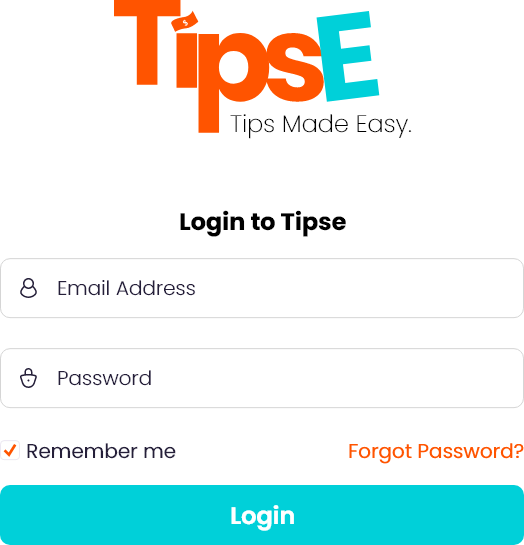 TipsE
Tips Made Easy.
Login to Tipse
Email Address
Password
Remember me Forgot Password?
Login